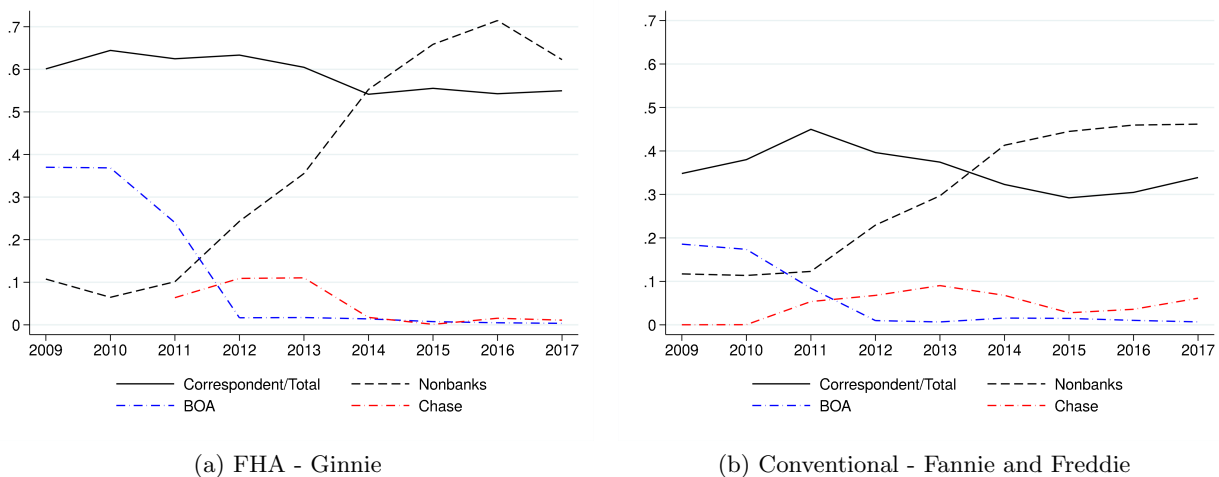 .7
.6
.5
.4
.3
.2
.1
0
2009 2010 2011 2012 2013 2014 2015 2016 2017
Correspondent/Total Nonbanks
BOA Chase
(a) FHA - Ginnie
.7
.6
.5
.4
.3
.2
.1
0
2009 2010 2011 2012 2013 2014 2015 2016 2017
Correspondent/Total Nonbanks
BOA Chase
(b) Conventional - Fannie and Freddie